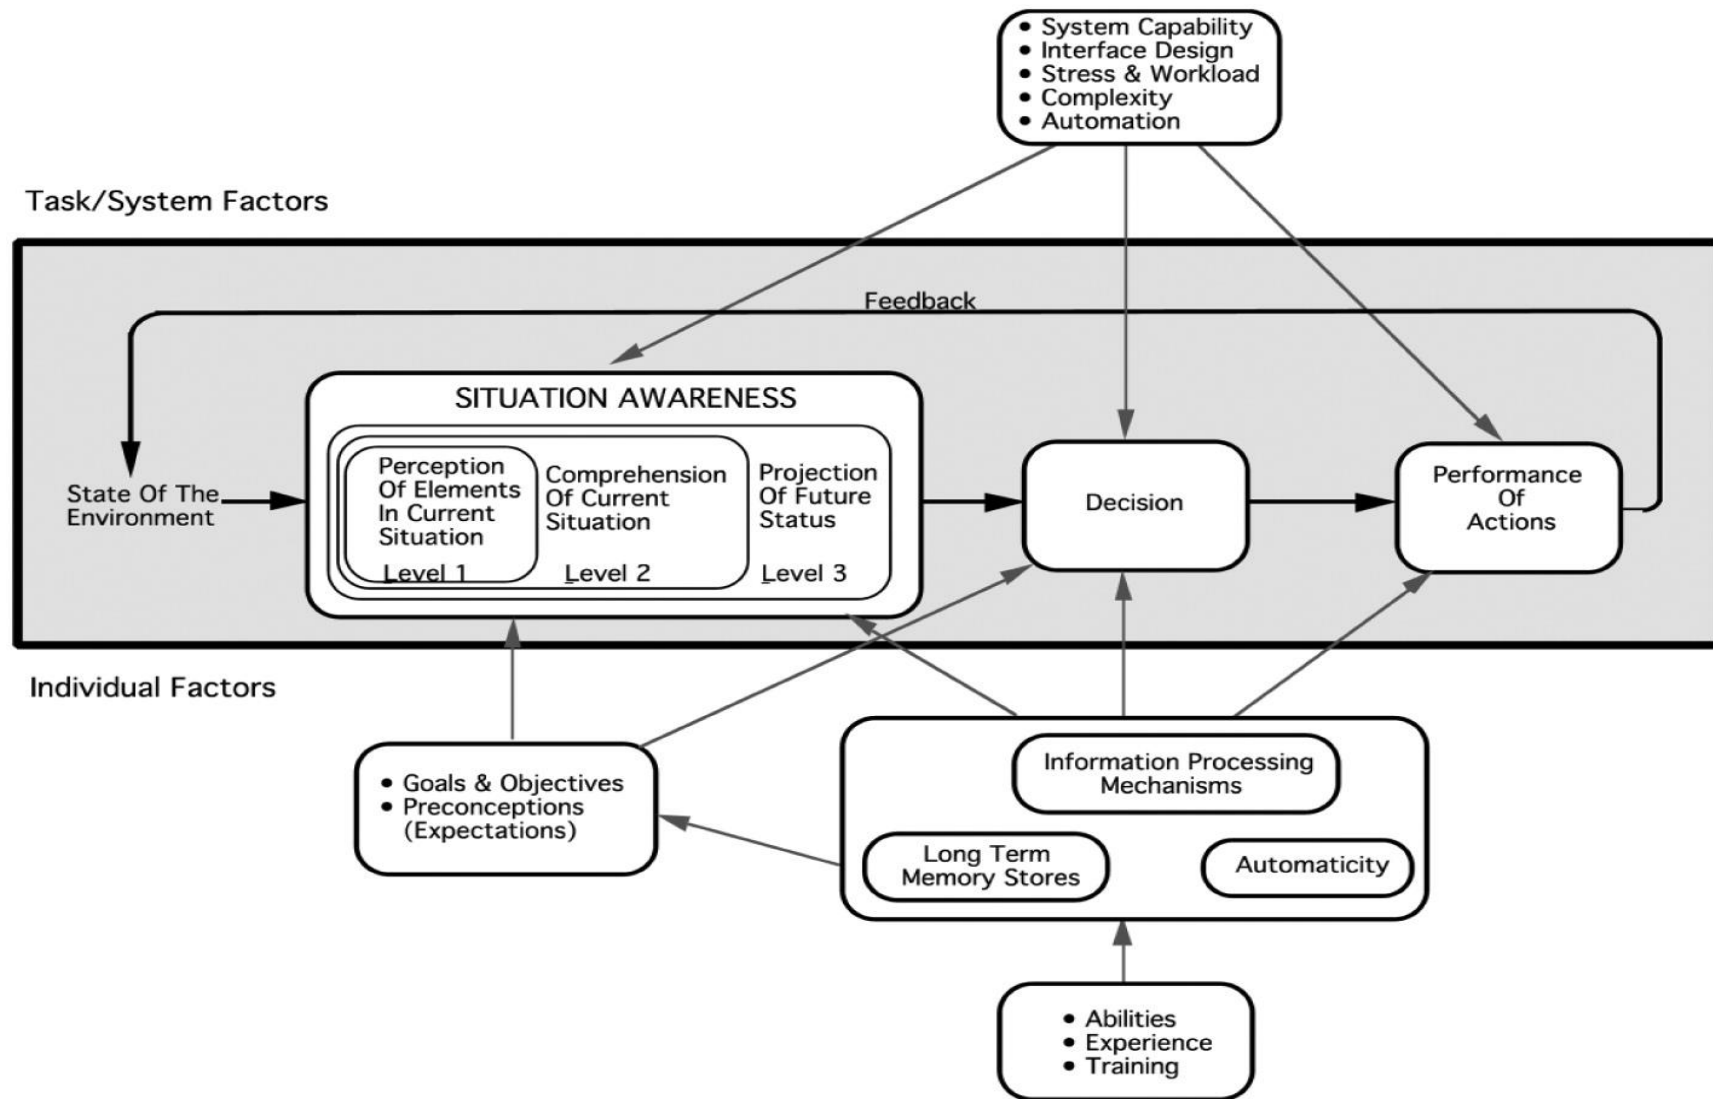 • System Capability
• Interface Design
• Stress & Workload
• Complexity
• Automation
Task/System Factors
Feedback
SITUATION AWARENESS
Perception
Of Elements
In Current
Situation
Level 1
Comprehension
Of Current
Situation
Level 2
Projection
Of Future
Status
Level 3
State Of The
Environment
Decision
Performance
Of
Actions
Individual Factors
• Goals & Objectives
• Preconceptions
(Expectations)
Information Processing
Mechanisms
Long Term
Memory Stores
Automaticity
• Abilities
• Experience
• Training